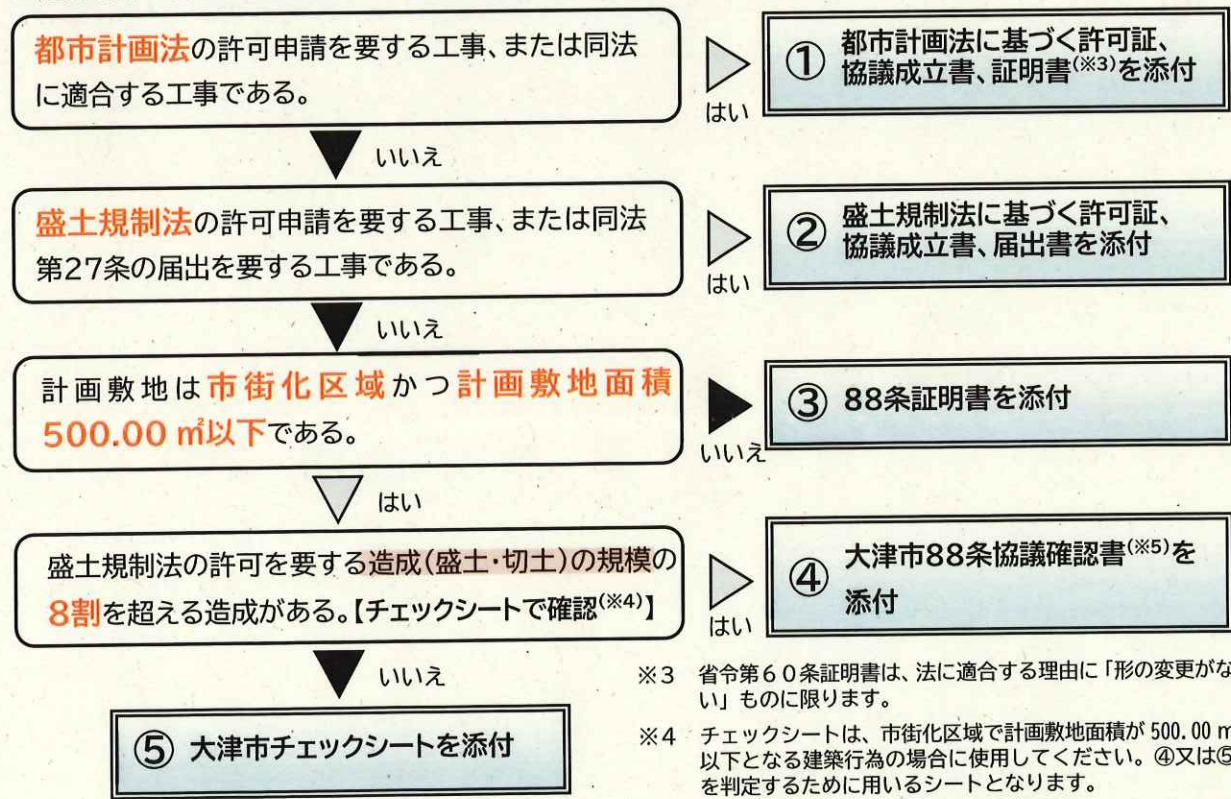 都市計画法の許可申請を要する工事、または同法
に適合する工事である。
はい
① 都市計画法に基づく許可証、
協議成立書、証明書(※3)を添付
いいえ
盛土規制法の許可申請を要する工事、または同法
第27条の届出を要する工事である。
はい
② 盛土規制法に基づく許可証、
協議成立書、届出書を添付
いいえ
計画敷地は市街化区域かつ計画敷地面積
500.00 ㎡以下である。
いいえ
③ 88条証明書を添付
はい
盛土規制法の許可を要する造成(盛土・切土)の規模の
8割を超える造成がある。【チェックシートで確認(※4)】
はい
④ 大津市88条協議確認書(※5)を
添付
いいえ
⑤ 大津市チェックシートを添付
※3 省令第60条証明書は、法に適合する理由に「形の変更がな
い」ものに限ります。
※4 チェックシートは、市街化区域で計画敷地面積が 500.00 ㎡
以下となる建築行為の場合に使用してください。④又は⑤
を判定するために用いるシートとなります。